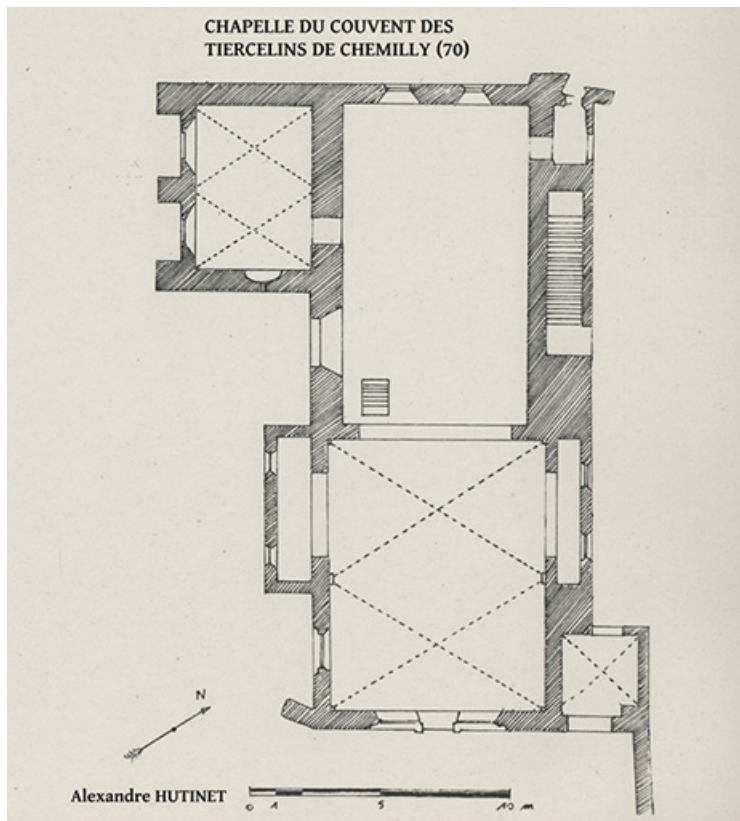 CHAPELLE DU COUVENT DES
TIERCELINS DE CHEMILLY (70)
N
Alexandre HUTINET
0 1 5 10 m